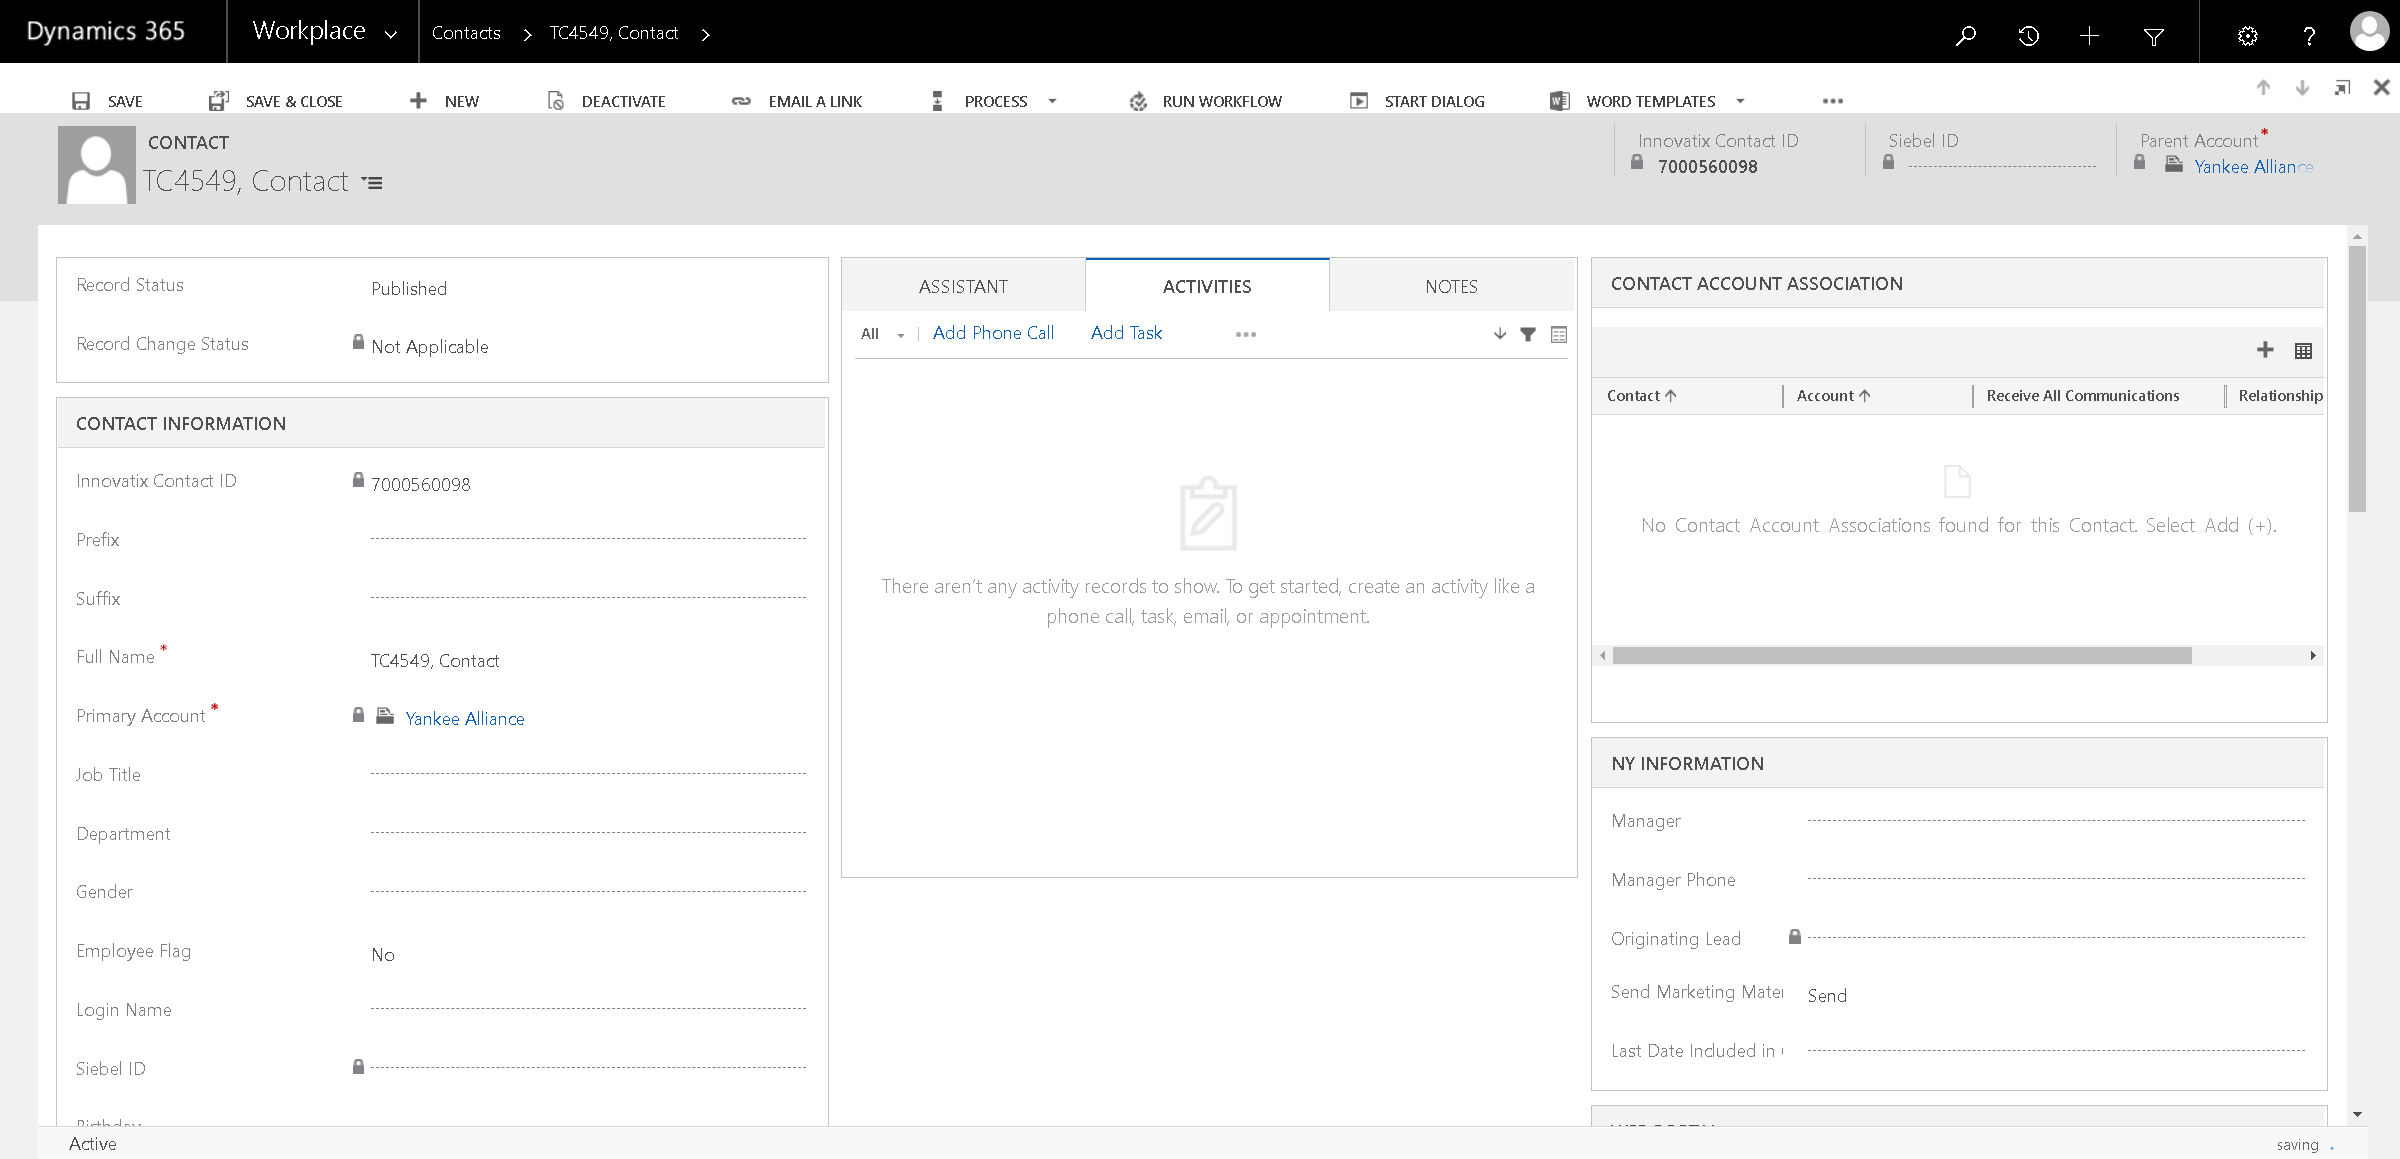 Dynamics 365
Workplace
Contacts
TC4549, Contact
SAVE
SAVE & CLOSE
NEW
DEACTIVATE
EMAIL A LINK
PROCESS
RUN WORKFLOW
START DIALOG
WORD TEMPLATES
CONTACT
TC4549, Contact
Innovatix Contact ID
7000560098
Siebel ID
Parent Account*
Yankee Alliance
Record Status
Published
Record Change Status
Not Applicable
CONTACT INFORMATION
Innovatix Contact ID
7000560098
Prefix
Suffix
Full Name *
TC4549, Contact
Primary Account *
Yankee Alliance
Job Title
Department
Gender
Employee Flag
No
Login Name
Siebel ID
Birthday
ASSISTANT
ACTIVITIES
NOTES
All
Add Phone Call
Add Task
There aren't any activity records to show. To get started, create an activity like a
phone call, task, email, or appointment.
CONTACT ACCOUNT ASSOCIATION
Contact
Account
Receive All Communications
Relationship
No Contact Account Associations found for this Contact. Select Add (+).
NY INFORMATION
Manager
Manager Phone
Originating Lead
Send Marketing Mater
Send
Last Date Included in
Active
saving